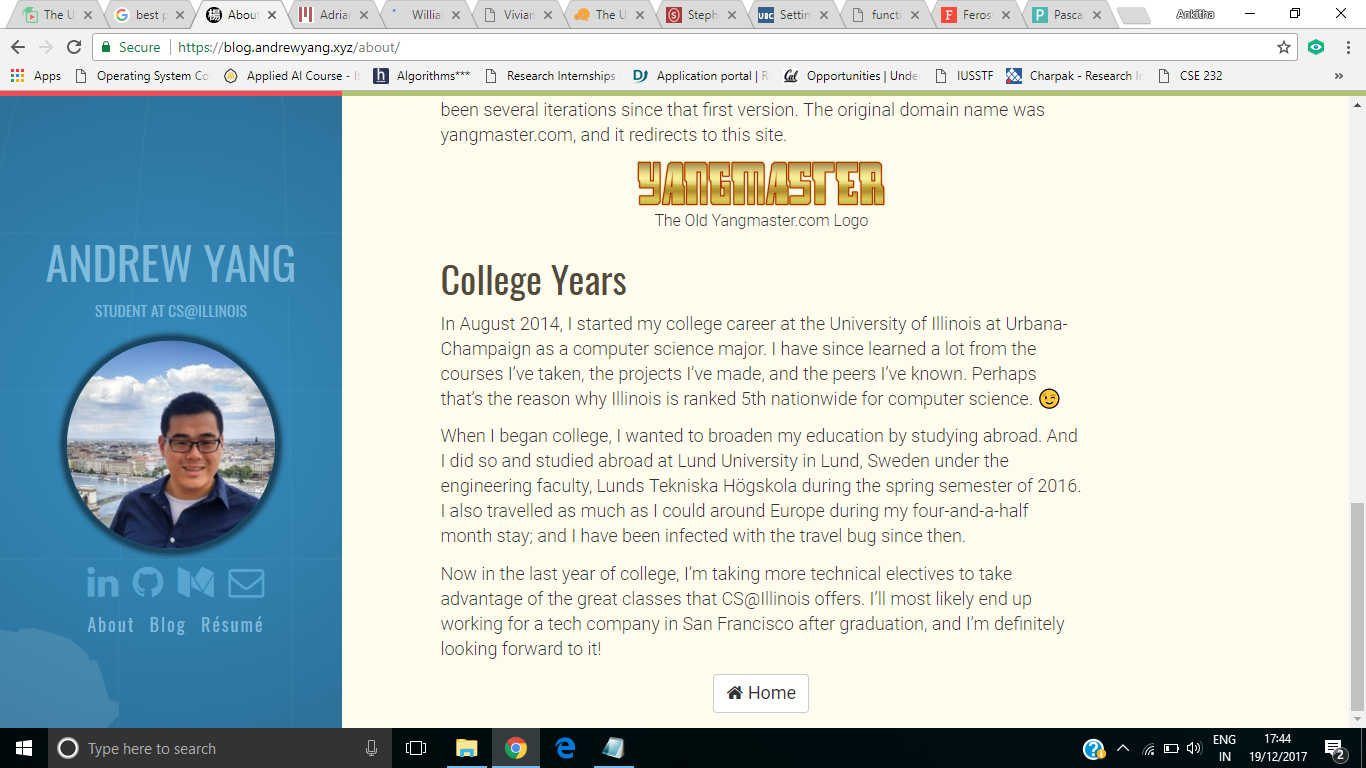 The U
best p
About
Adrian
Willia
Vivian
The U
Steph
UBC
Settin
functi
Feros
Pasca
Ankitha
Secure
https://blog.andrewyang.xyz/about/
Apps
Operating System Co
Applied AI Course - It
Algorithms***
Research Internships
Application portal | R
Opportunities | Unde
IUSSTF
Charpak - Research In
CSE 232
»
been several iterations since that first version. The original domain name was
yangmaster.com, and it redirects to this site.
YANGMASTER
The Old Yangmaster.com Logo
ANDREW YANG
STUDENT AT CS@ILLINOIS
About Blog Résumé
College Years
In August 2014, I started my college career at the University of Illinois at Urbana-
Champaign as a computer science major. I have since learned a lot from the
courses I’ve taken, the projects I’ve made, and the peers I’ve known. Perhaps
that’s the reason why Illinois is ranked 5th nationwide for computer science. 😉
When I began college, I wanted to broaden my education by studying abroad. And
I did so and studied abroad at Lund University in Lund, Sweden under the
engineering faculty, Lunds Tekniska Högskola during the spring semester of 2016.
I also travelled as much as I could around Europe during my four-and-a-half
month stay; and I have been infected with the travel bug since then.
Now in the last year of college, I’m taking more technical electives to take
advantage of the great classes that CS@Illinois offers. I’ll most likely end up
working for a tech company in San Francisco after graduation, and I’m definitely
looking forward to it!
Home
Type here to search
ENG
IN
17:44
19/12/2017
2